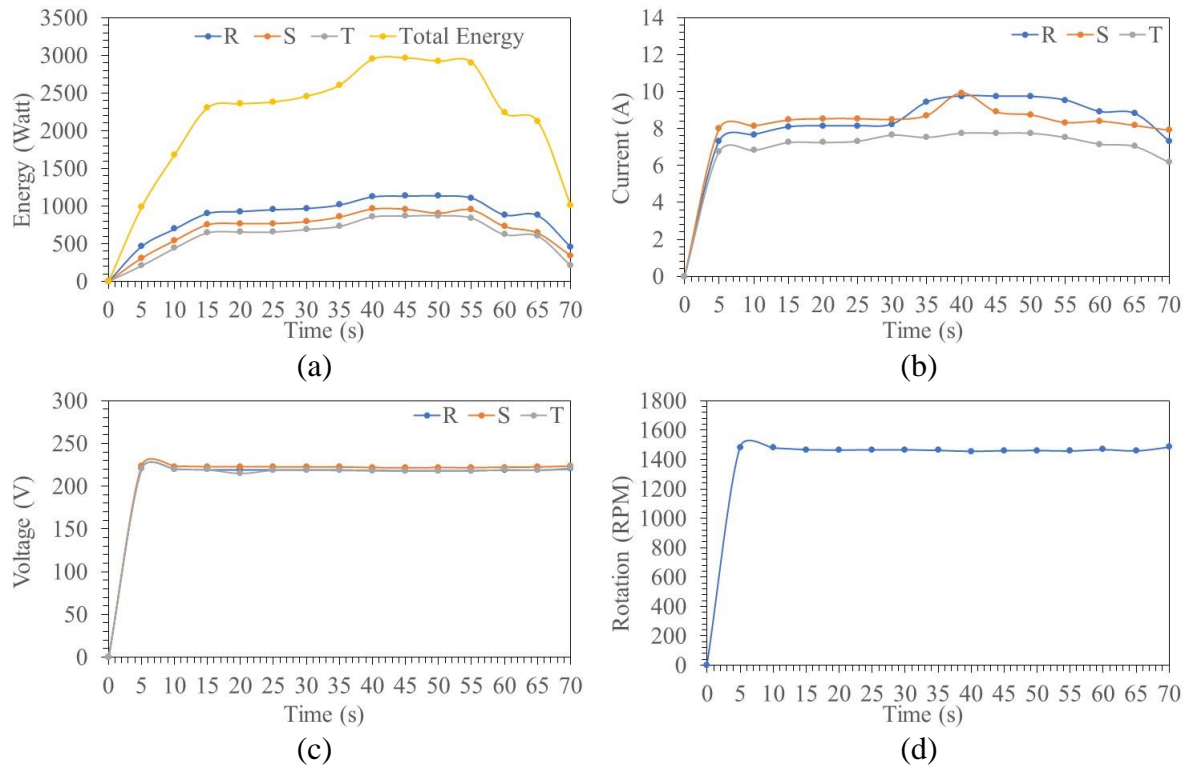 3500
3000
2500
2000
1500
1000
500
0
Energy (Watt)
R S T Total Energy
0 5 10 15 20 25 30 35 40 45 50 55 60 65 70
Time (s)
(a)
14
12
10
8
6
4
2
0
Current (A)
R S T
0 5 10 15 20 25 30 35 40 45 50 55 60 65 70
Time (s)
(b)
300
250
200
150
100
50
0
Voltage (V)
R S T
0 5 10 15 20 25 30 35 40 45 50 55 60 65 70
Time (s)
(c)
1800
1600
1400
1200
1000
800
600
400
200
0
Rotation (RPM)
0 5 10 15 20 25 30 35 40 45 50 55 60 65 70
Time (s)
(d)